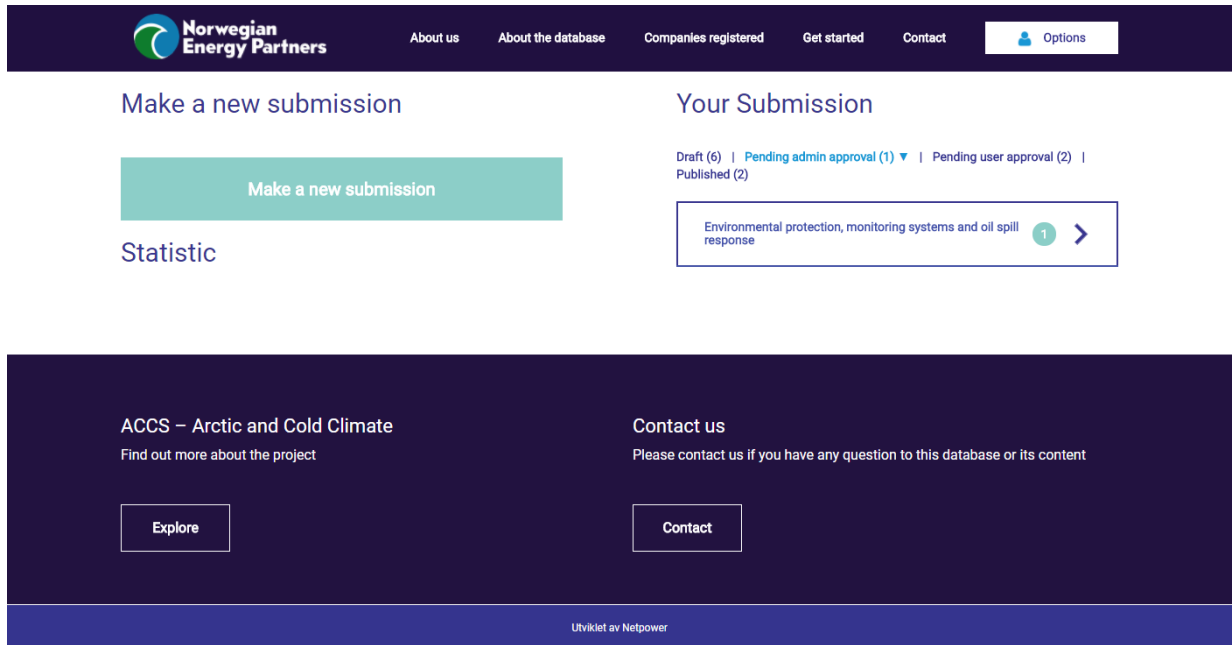 Norwegian
Energy Partners
About us
About the database
Companies registered
Get started
Contact
Options
Make a new submission
Make a new submission
Statistic
Your Submission
Draft (6) | Pending admin approval (1) ▼ | Pending user approval (2) |
Published (2)
Environmental protection, monitoring systems and oil spill
response
1
ACCS – Arctic and Cold Climate
Find out more about the project
Explore
Contact us
Please contact us if you have any question to this database or its content
Contact
Utviklet av Netpower